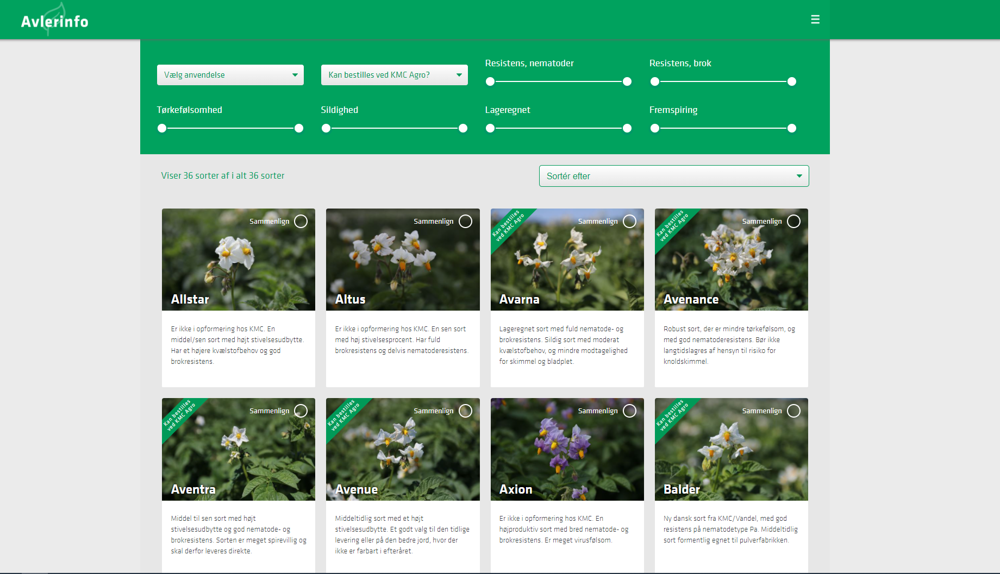 Avlerinfo
Vælg anvendelse
Kan bestilles ved KMC Agro?
Resistens, nematoder
Resistens, brok
Tørkefølsomhed
Sildighed
Lageregnet
Fremspiring
Viser 36 sorter af i alt 36 sorter
Sortér efter
Sammenlign
Allstar
Er ikke i opformering hos KMC. En
middel/sen sort med højt stivelsesudbytte.
Har et højere kvælstofbehov og god
brokresistens.
Sammenlign
Altus
Er ikke i opformering hos KMC. En sen sort
med høj stivelsesprocent. Har fuld
brokresistens og delvis nematoderesistens.
Kan bestilles
ved KMC Agro
Sammenlign
Avarna
Lageregnet sort med fuld nematode- og
brokresistens. Sildig sort med moderat
kvælstofbehov, og mindre modtagelighed
for skimmel og bladplet.
Kan bestilles
ved KMC Agro
Sammenlign
Avenance
Robust sort, der er mindre tørkefølsom, og
med god nematoderesistens. Bør ikke
langtidslagres af hensyn til risiko for
knoldskimmel.
Kan bestilles
ved KMC Agro
Sammenlign
Aventra
Middel til sen sort med højt
stivelsesudbytte og god nematode- og
brokresistens. Sorten er meget spirevillig og
skal derfor leveres direkte.
Kan bestilles
ved KMC Agro
Sammenlign
Avenue
Middeltidlig sort med et højt
stivelsesudbytte. Et godt valg til den tidlige
levering eller på den bedre jord, hvor der
ikke er farbart i efteråret.
Sammenlign
Axion
Er ikke i opformering hos KMC. En
højproduktiv sort med bred nematode- og
brokresistens. Er meget virusfølsom.
Kan bestilles
ved KMC Agro
Sammenlign
Balder
Ny dansk sort fra KMC/Vandel, med god
resistens på nematodetype Pa. Middeltidlig
sort formentlig egnet til pulverfabrikken.